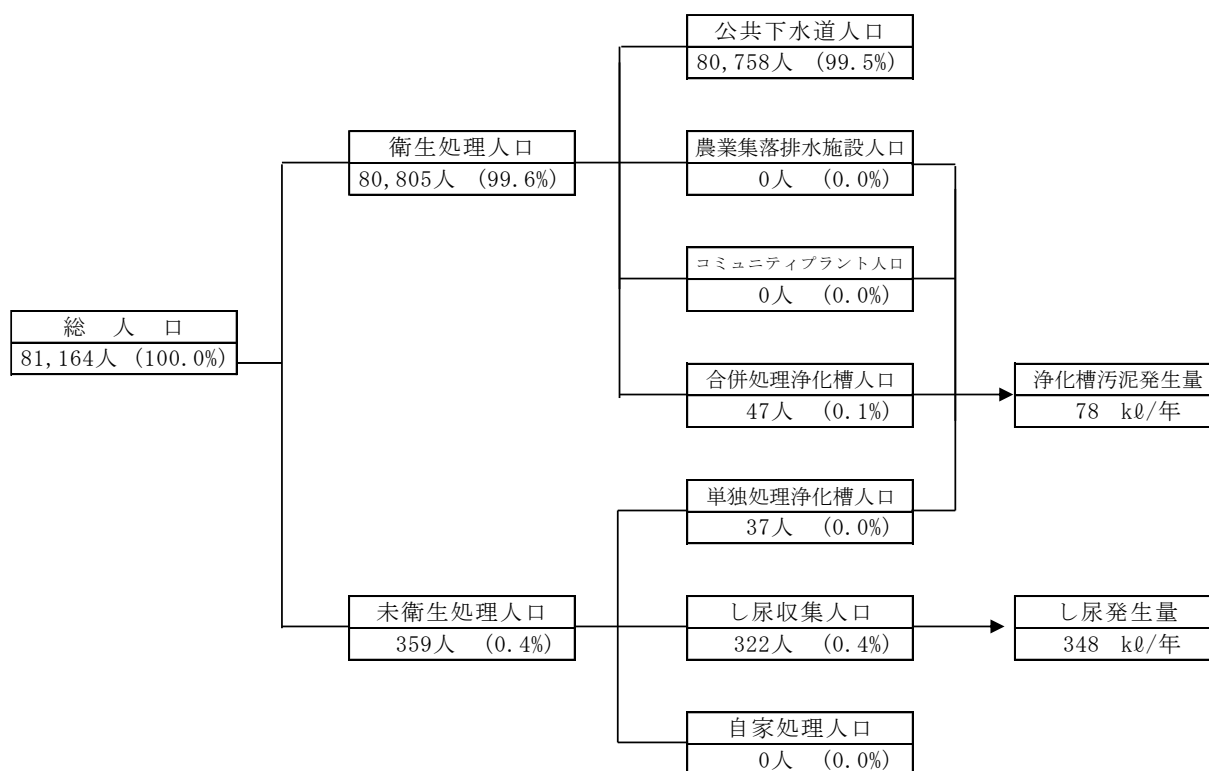 公共下水道人口
80,758人 (99.5%)
衛生処理人口
80,805人 (99.6%)
農業集落排水施設人口
0人 (0.0%)
コミュニティプラント人口
0人 (0.0%)
総 人 口
81,164人 (100.0%)
合併処理浄化槽人口
47人 (0.1%)
浄化槽汚泥発生量
78 kℓ/年
単独処理浄化槽人口
37人 (0.0%)
未衛生処理人口
359人 (0.4%)
し尿収集人口
322人 (0.4%)
し尿発生量
348 kℓ/年
自家処理人口
0人 (0.0%)